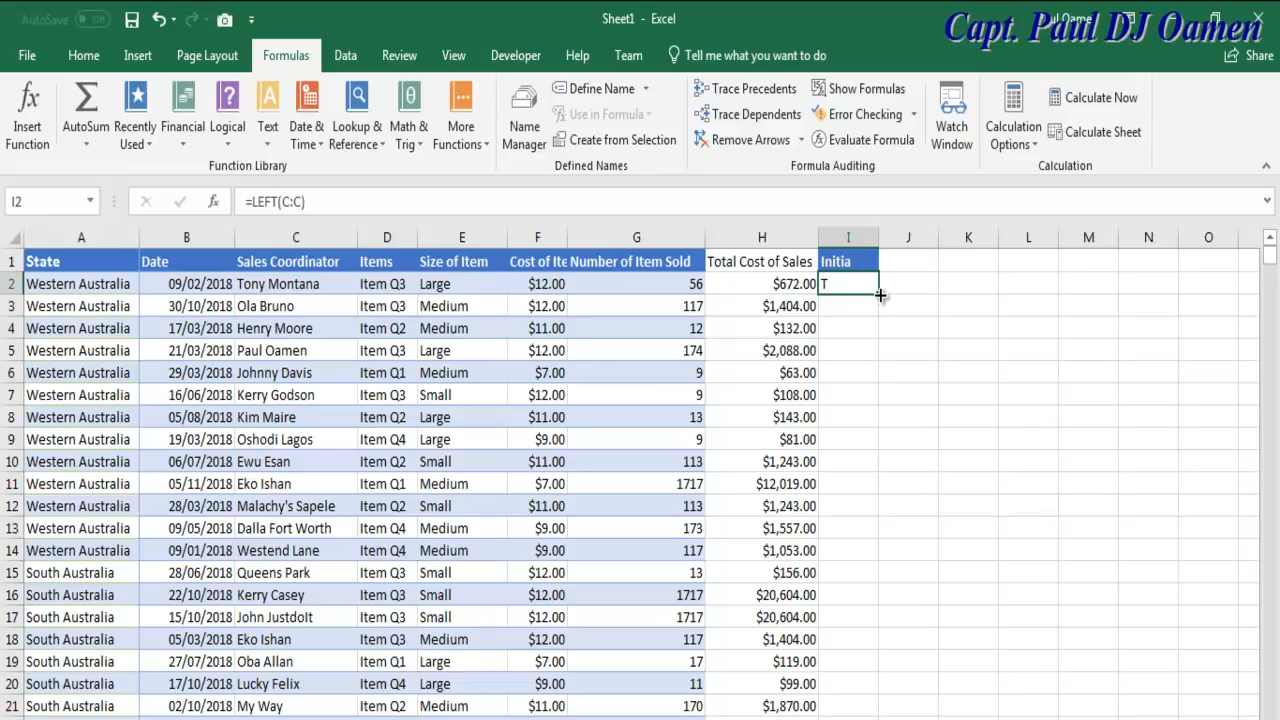 AutoSave Off Sheet1 - Excel
Capt. Paul DJ Oamen
File Home Insert Page Layout Formulas Data Review View Developer Help Team Tell me what you want to do Share
Insert Function AutoSum Recently Used Financial Logical Text Date & Time Lookup & Reference Math & Trig More Functions Name Manager Define Name Use in Formula Create from Selection Trace Precedents Trace Dependents Remove Arrows Show Formulas Error Checking Evaluate Formula Watch Window Calculation Options Calculate Now Calculate Sheet
Function Library Defined Names Formula Auditing Calculation
I2 fx =LEFT(C:C)
A B C D E F G H I J K L M N O
1 State Date Sales Coordinator Items Size of Item Cost of Ite Number of Item Sold Total Cost of Sales Initia
2 Western Australia 09/02/2018 Tony Montana Item Q3 Large $12.00 56 $672.00 T
3 Western Australia 30/10/2018 Ola Bruno Item Q3 Medium $12.00 117 $1,404.00
4 Western Australia 17/03/2018 Henry Moore Item Q2 Medium $11.00 12 $132.00
5 Western Australia 21/03/2018 Paul Oamen Item Q3 Large $12.00 174 $2,088.00
6 Western Australia 29/03/2018 Johnny Davis Item Q1 Medium $7.00 9 $63.00
7 Western Australia 16/06/2018 Kerry Godson Item Q3 Small $12.00 9 $108.00
8 Western Australia 05/08/2018 Kim Maire Item Q2 Large $11.00 13 $143.00
9 Western Australia 19/03/2018 Oshodi Lagos Item Q4 Large $9.00 9 $81.00
10 Western Australia 06/07/2018 Ewu Esan Item Q2 Small $11.00 113 $1,243.00
11 Western Australia 05/11/2018 Eko Ishan Item Q1 Medium $7.00 1717 $12,019.00
12 Western Australia 28/03/2018 Malachy's Sapele Item Q2 Small $11.00 113 $1,243.00
13 Western Australia 09/05/2018 Dalla Fort Worth Item Q4 Medium $9.00 173 $1,557.00
14 Western Australia 09/01/2018 Westend Lane Item Q4 Medium $9.00 117 $1,053.00
15 South Australia 28/06/2018 Queens Park Item Q3 Small $12.00 13 $156.00
16 South Australia 22/10/2018 Kerry Casey Item Q3 Small $12.00 1717 $20,604.00
17 South Australia 15/10/2018 John JustdoIt Item Q3 Small $12.00 1717 $20,604.00
18 South Australia 05/03/2018 Eko Ishan Item Q3 Medium $12.00 117 $1,404.00
19 South Australia 27/07/2018 Oba Allan Item Q1 Large $7.00 17 $119.00
20 South Australia 17/10/2018 Lucky Felix Item Q4 Large $9.00 11 $99.00
21 South Australia 02/10/2018 My Way Item Q2 Medium $11.00 170 $1,870.00